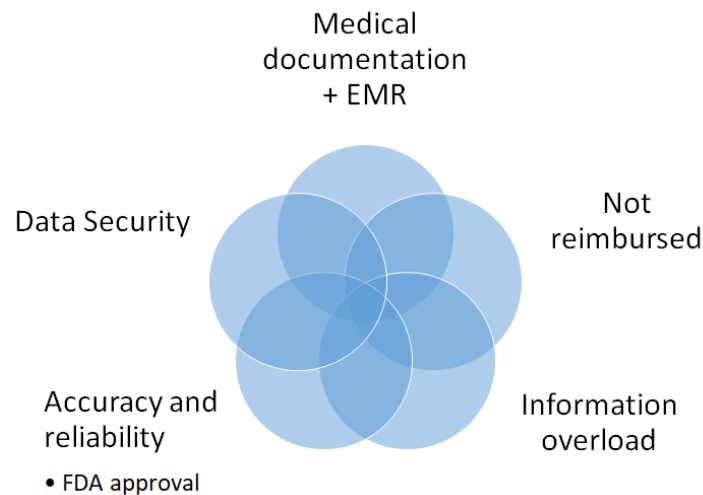 Medical
documentation
+ EMR
Data Security
Not
reimbursed
Accuracy and
reliability
• FDA approval
Information
overload